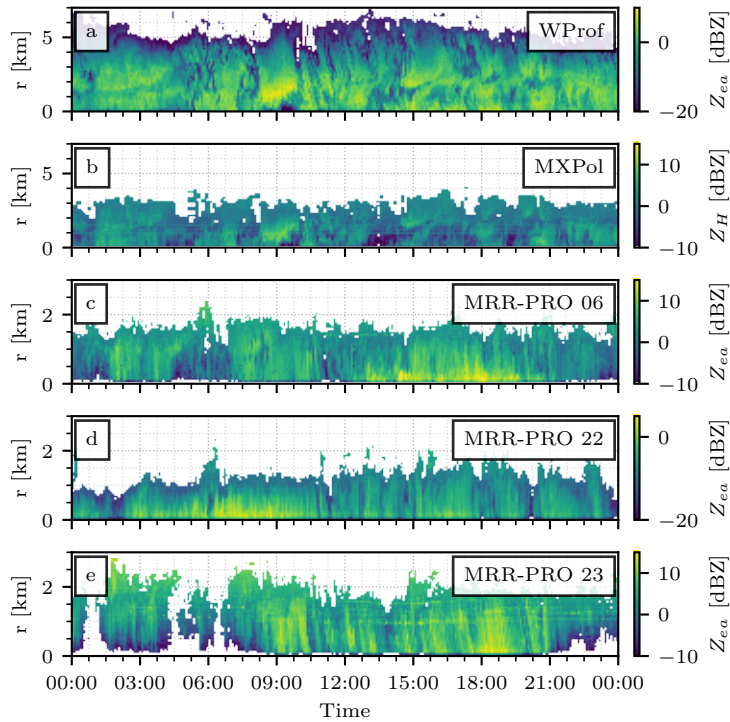 a
WProf
r [km]
5
0
0
−20
Z_ea [dBZ]
b
MXPol
r [km]
5
0
10
0
−10
Z_H [dBZ]
c
MRR-PRO 06
r [km]
2
0
10
0
−10
Z_ea [dBZ]
d
MRR-PRO 22
r [km]
2
0
0
−20
Z_ea [dBZ]
e
MRR-PRO 23
r [km]
2
0
10
0
−10
Z_ea [dBZ]
00:00 03:00 06:00 09:00 12:00 15:00 18:00 21:00 00:00
Time